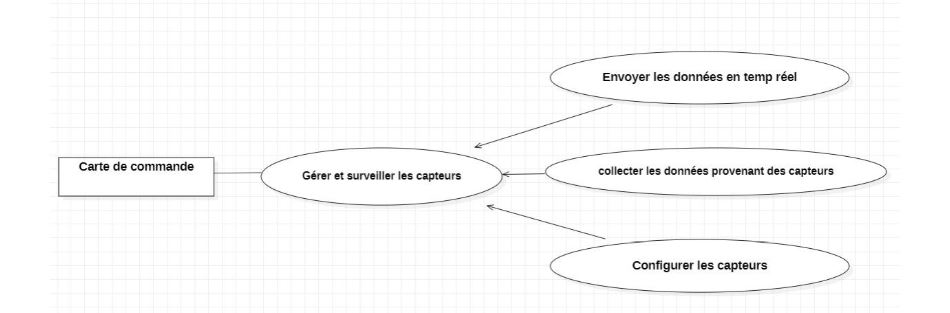 Envoyer les données en temp réel
Carte de commande
Gérer et surveiller les capteurs
collecter les données provenant des capteurs
Configurer les capteurs